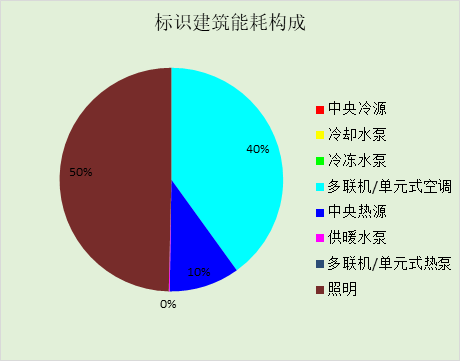 标识建筑能耗构成
40%
50%
10%
0%
中央冷源
冷却水泵
冷冻水泵
多联机/单元式空调
中央热源
供暖水泵
多联机/单元式热泵
照明